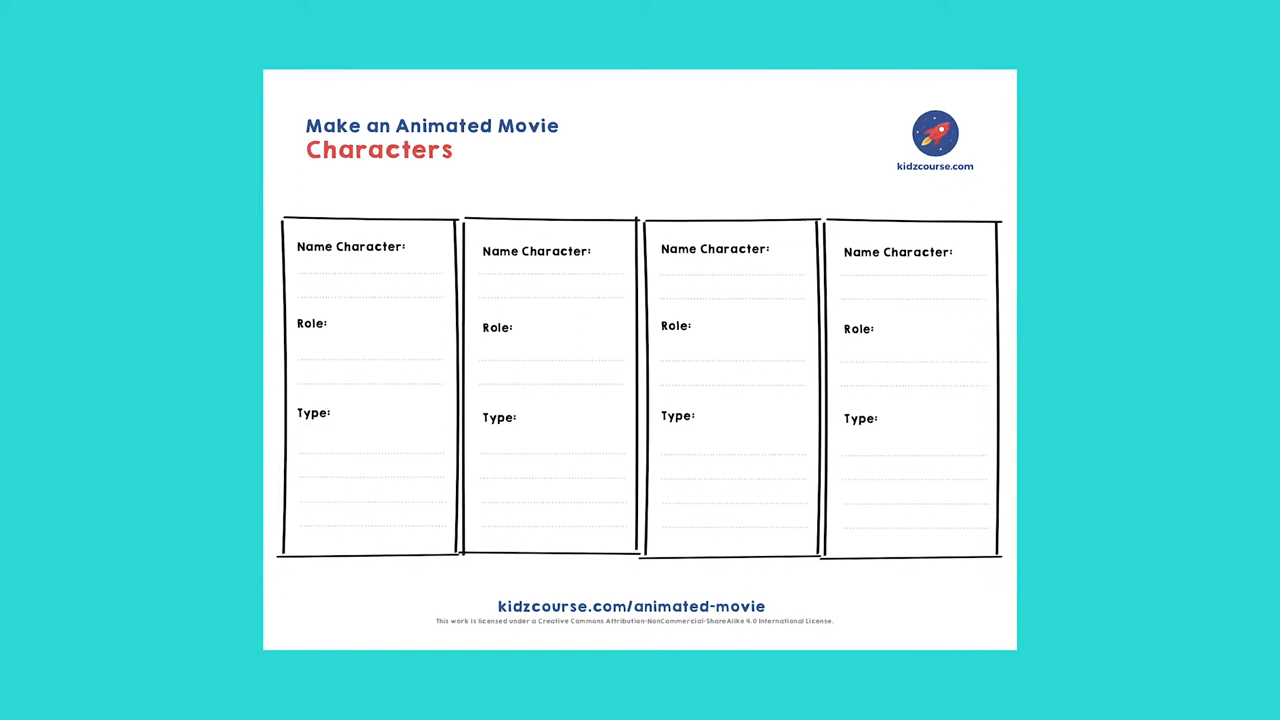 Make an Animated Movie
Characters
kidzcourse.com
Name Character:
Role:
Type:
Name Character:
Role:
Type:
Name Character:
Role:
Type:
Name Character:
Role:
Type:
kidzcourse.com/animated-movie
This work is licensed under a Creative Commons Attribution-NonCommercial-ShareAlike 4.0 International License.